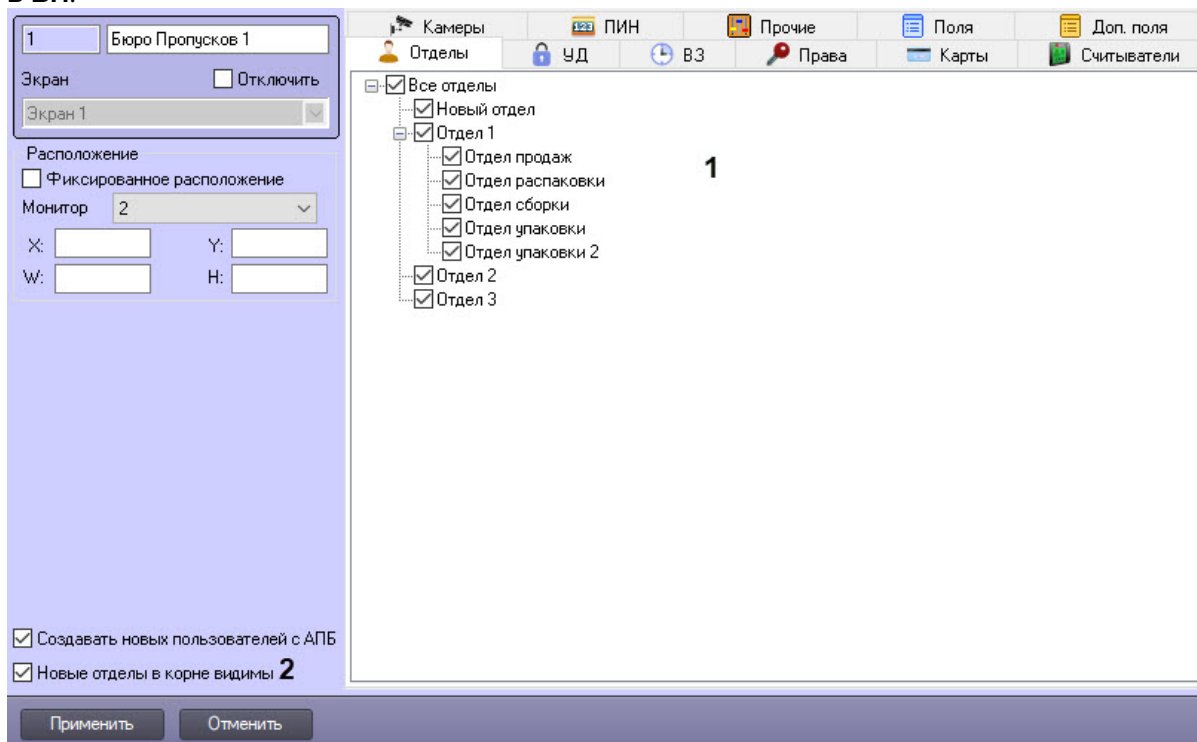 в БП.
1 Бюро Пропусков 1
Экран Отключить
Экран 1
Расположение
Фиксированное расположение
Монитор 2
X: Y:
W: H:
Создавать новых пользователей с АПБ
Новые отделы в корне видимы 2
Применить Отменить
Камеры ПИН Прочие Поля Доп. поля
Отделы УД ВЗ Права Карты Считыватели
Все отделы
Новый отдел
Отдел 1
Отдел продаж
Отдел распаковки
Отдел сборки
Отдел упаковки
Отдел упаковки 2
Отдел 2
Отдел 3
1